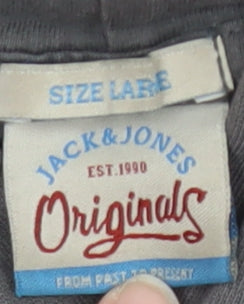 SIZE LARGE
JACK&JONES
EST.1990
Originals
FROM PAST TO PRESENT